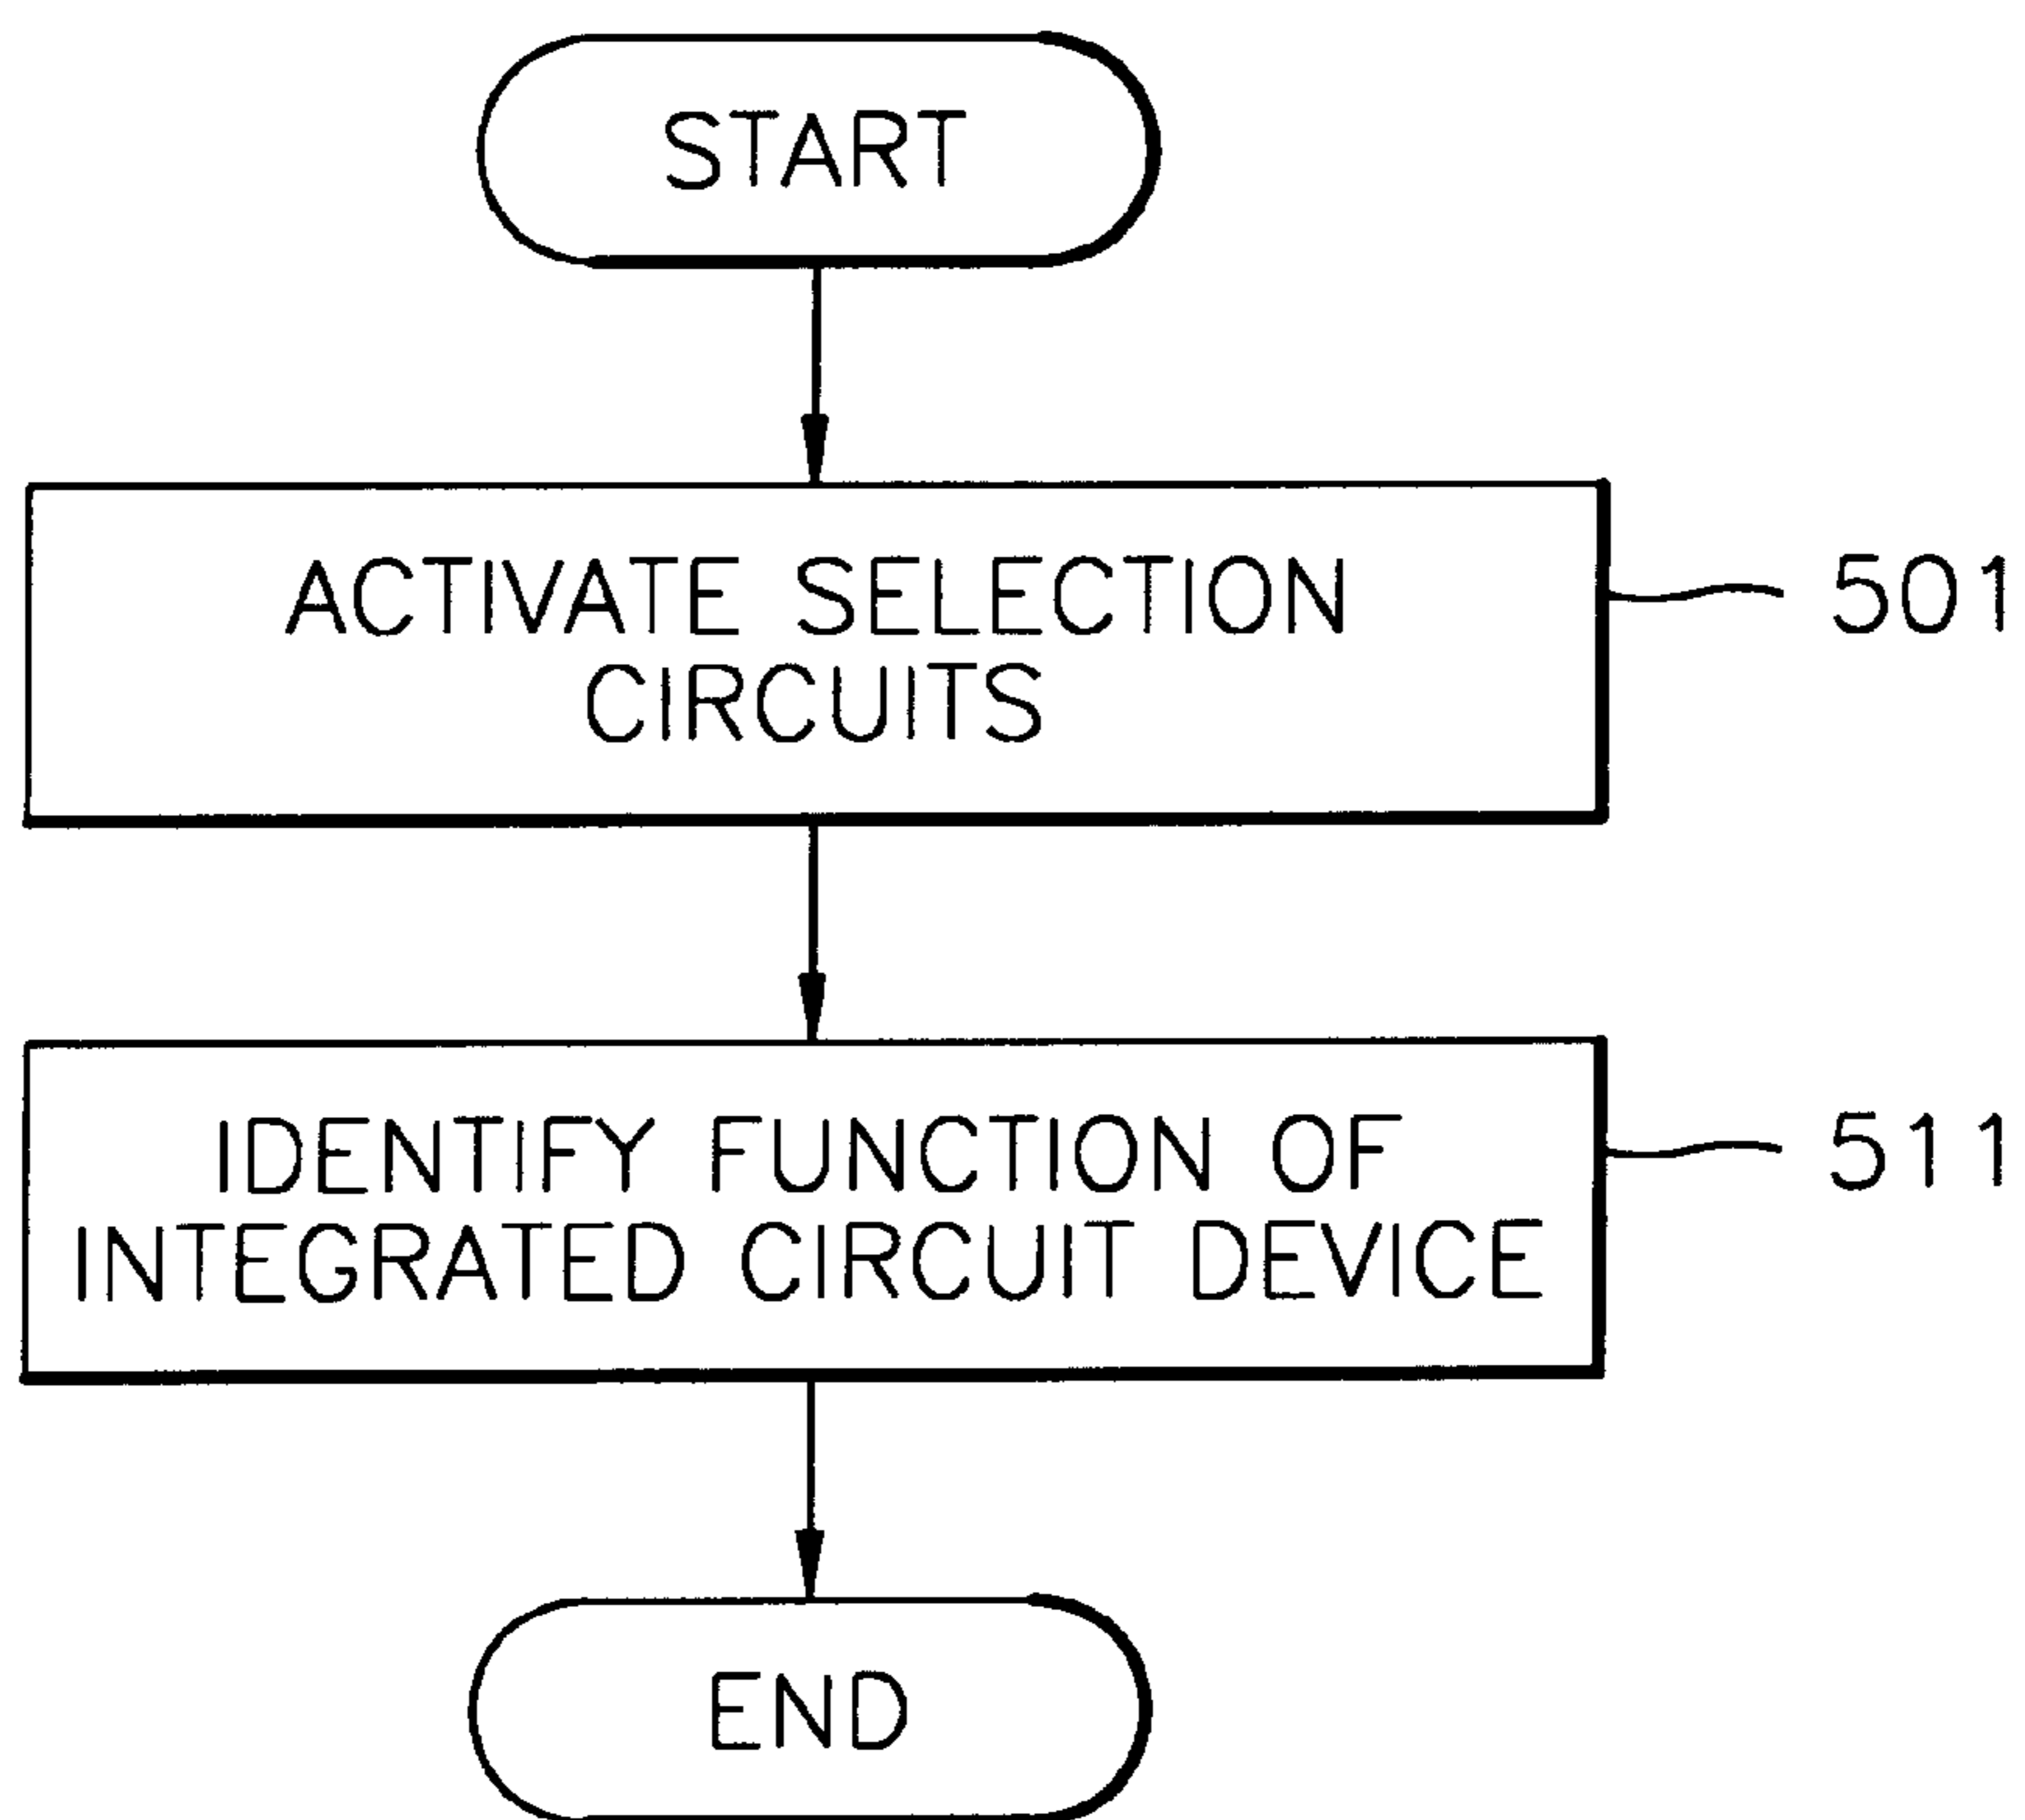 START
ACTIVATE SELECTION
CIRCUITS
501
IDENTIFY FUNCTION OF
INTEGRATED CIRCUIT DEVICE
511
END